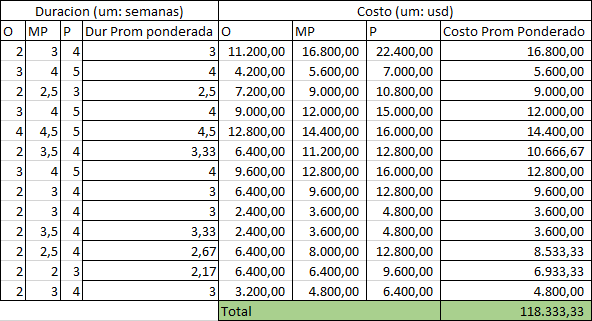 Duracion (um: semanas) Costo (um: usd)
O MP P Dur Prom ponderada O MP P Costo Prom Ponderado
2 3 4 3 11.200,00 16.800,00 22.400,00 16.800,00
3 4 5 4 4.200,00 5.600,00 7.000,00 5.600,00
2 2,5 3 2,5 7.200,00 9.000,00 10.800,00 9.000,00
3 4 5 4 9.000,00 12.000,00 15.000,00 12.000,00
4 4,5 5 4,5 12.800,00 14.400,00 16.000,00 14.400,00
2 3,5 4 3,33 6.400,00 11.200,00 12.800,00 10.666,67
3 4 5 4 9.600,00 12.800,00 16.000,00 12.800,00
2 3 4 3 6.400,00 9.600,00 12.800,00 9.600,00
2 3 4 3 2.400,00 3.600,00 4.800,00 3.600,00
2 3,5 4 3,33 2.400,00 3.600,00 4.800,00 3.600,00
2 2,5 4 2,67 6.400,00 8.000,00 12.800,00 8.533,33
2 2 3 2,17 6.400,00 6.400,00 9.600,00 6.933,33
2 3 4 3 3.200,00 4.800,00 6.400,00 4.800,00
Total 118.333,33